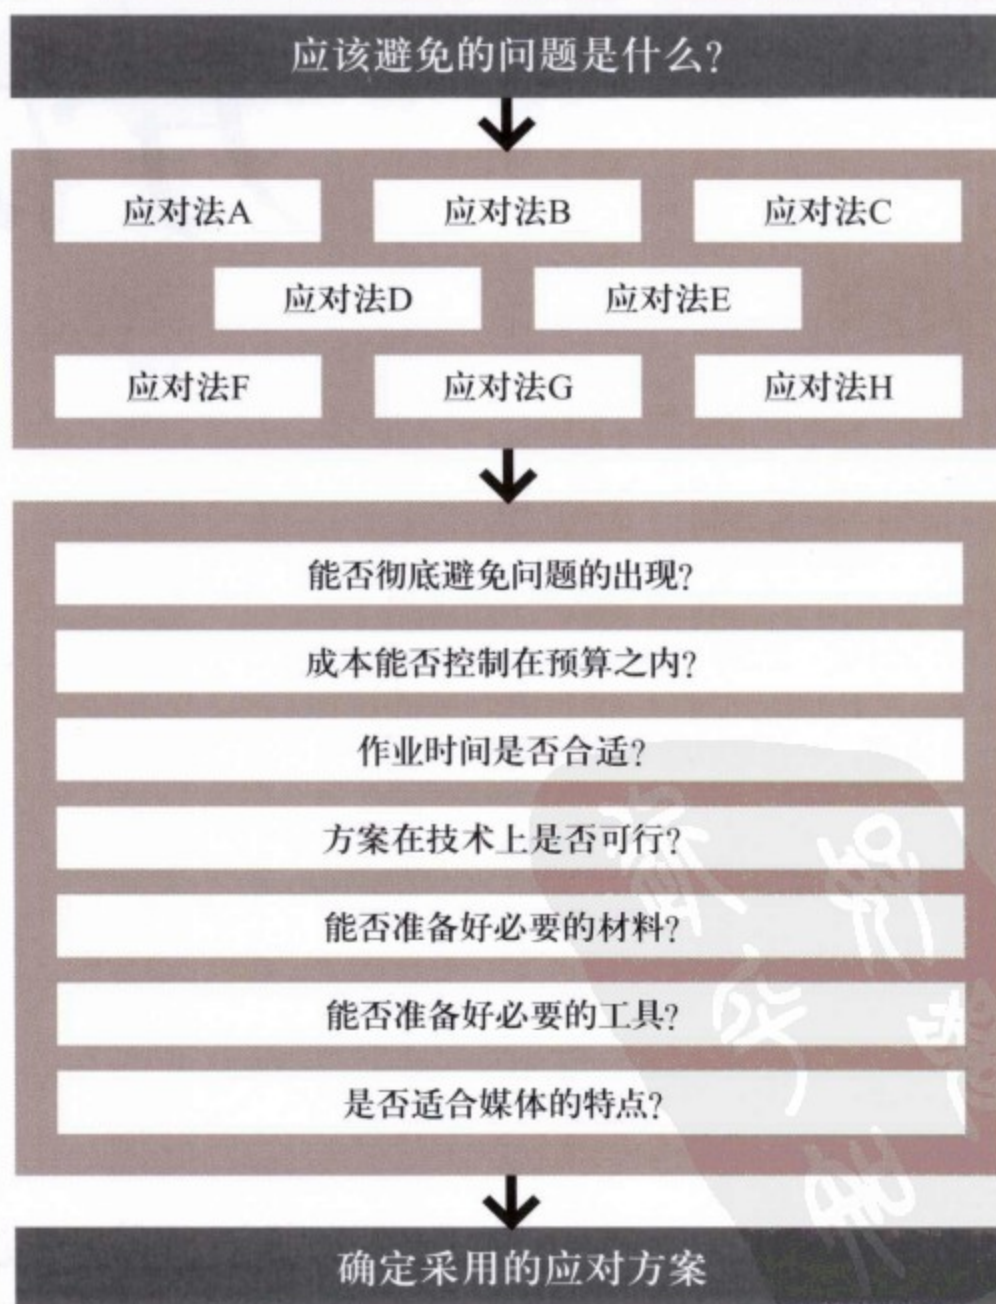 应该避免的问题是什么?
应对法A 应对法B 应对法C
应对法D 应对法E
应对法F 应对法G 应对法H
能否彻底避免问题的出现?
成本能否控制在预算之内?
作业时间是否合适?
方案在技术上是否可行?
能否准备好必要的材料?
能否准备好必要的工具?
是否适合媒体的特点?
确定采用的应对方案